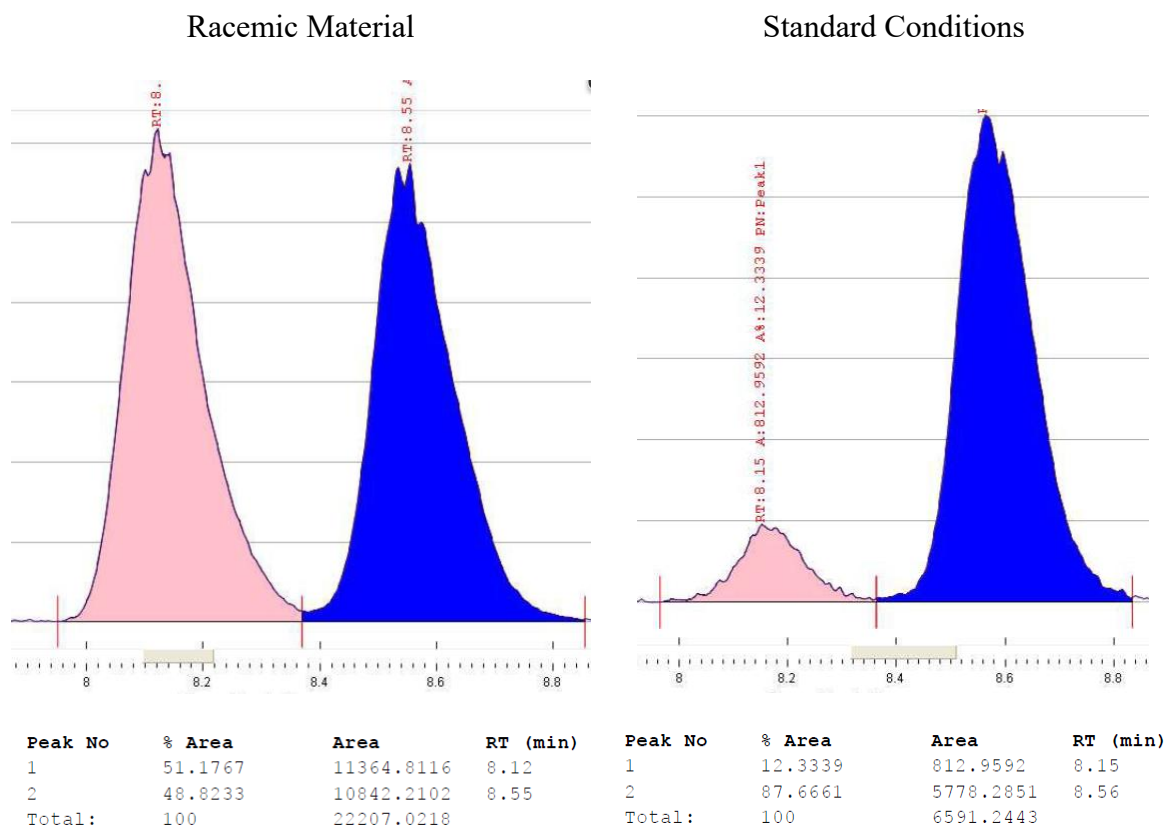 Racemic Material
Standard Conditions
RT:8.
RT:8.55
8
8.2
8.4
8.6
8.8
RT:8.15 A:812.9592 A%:12.3339 PN:Peak1
8
8.2
8.4
8.6
8.8
Peak No % Area Area RT (min)
1 51.1767 11364.8116 8.12
2 48.8233 10842.2102 8.55
Total: 100 22207.0218
Peak No % Area Area RT (min)
1 12.3339 812.9592 8.15
2 87.6661 5778.2851 8.56
Total: 100 6591.2443